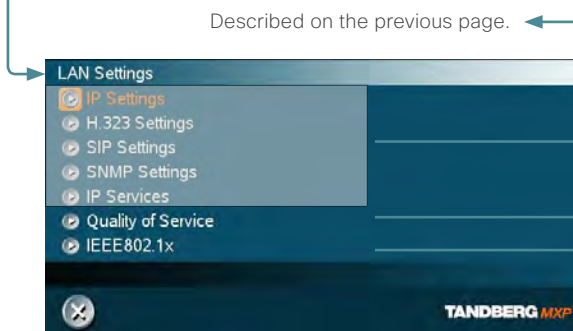 Described on the previous page.
LAN Settings
IP Settings
H.323 Settings
SIP Settings
SNMP Settings
IP Services
Quality of Service
IEEE802.1x
TANDBERG MXP